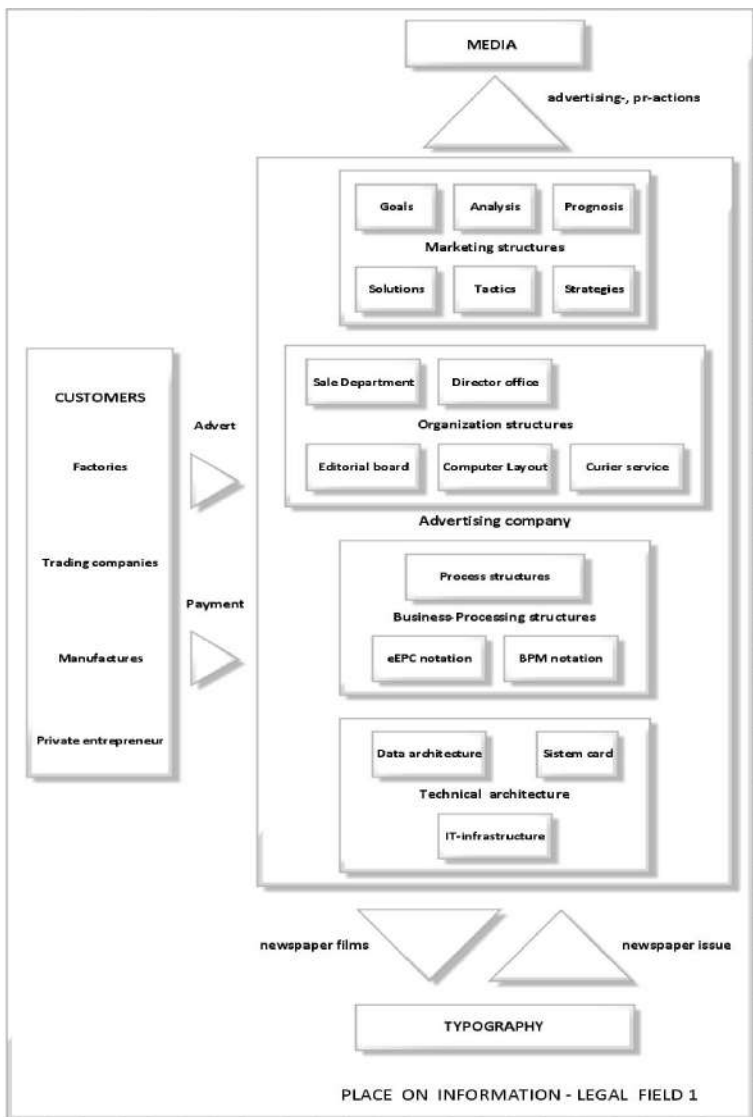 MEDIA
advertising-, pr-actions
Goals
Analysis
Prognosis
Marketing structures
Solutions
Tactics
Strategies
Sale Department
Director office
Organization structures
Editorial board
Computer Layout
Curier service
Advertising company
CUSTOMERS
Factories
Trading companies
Manufactures
Private entrepreneur
Advert
Payment
Process structures
Business-Processing structures
eEPC notation
BPM notation
Data architecture
Sistem card
Technical architecture
IT-infrastructure
newspaper films
newspaper issue
TYPOGRAPHY
PLACE ON INFORMATION - LEGAL FIELD 1